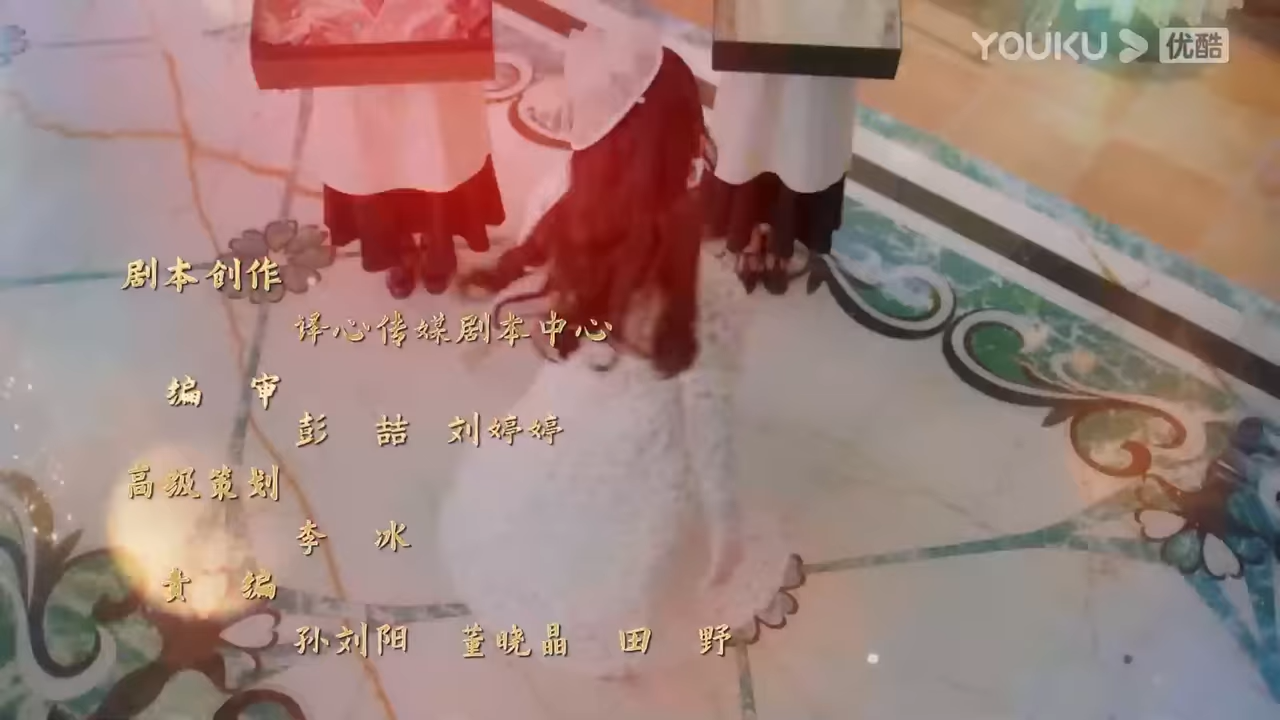 YOUKU 优酷
剧本创作
译心传媒剧本中心
编 审
彭 喆 刘婷婷
高级策划
李 冰
责 编
孙刘阳 董晓晶 田 野